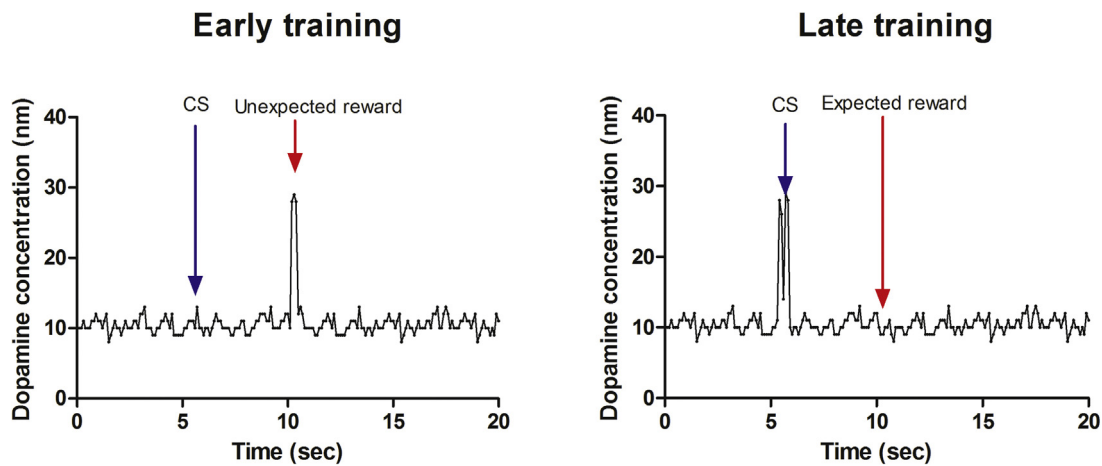 Early training
CS
Unexpected reward
Dopamine concentration (nm)
40
30
20
10
0
0
5
10
15
20
Time (sec)
Late training
CS
Expected reward
Dopamine concentration (nm)
40
30
20
10
0
0
5
10
15
20
Time (sec)